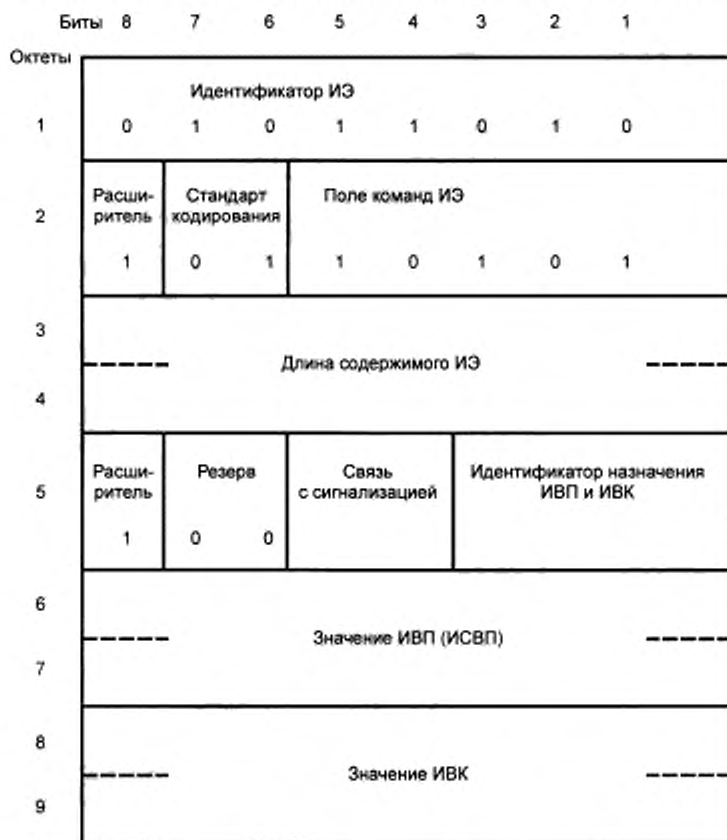 Биты 8 7 6 5 4 3 2 1
Октеты
Идентификатор ИЭ
1 0 1 0 1 1 0 1 0
Расши- Стандарт Поле команд ИЭ
2 ритель кодирования
1 0 1 1 0 1 0 1
3
Длина содержимого ИЭ
4
Расши- Резерв Связь Идентификатор назначения
5 ритель с сигнализацией ИВП и ИВК
1 0 0
6
Значение ИВП (ИСВП)
7
8
Значение ИВК
9